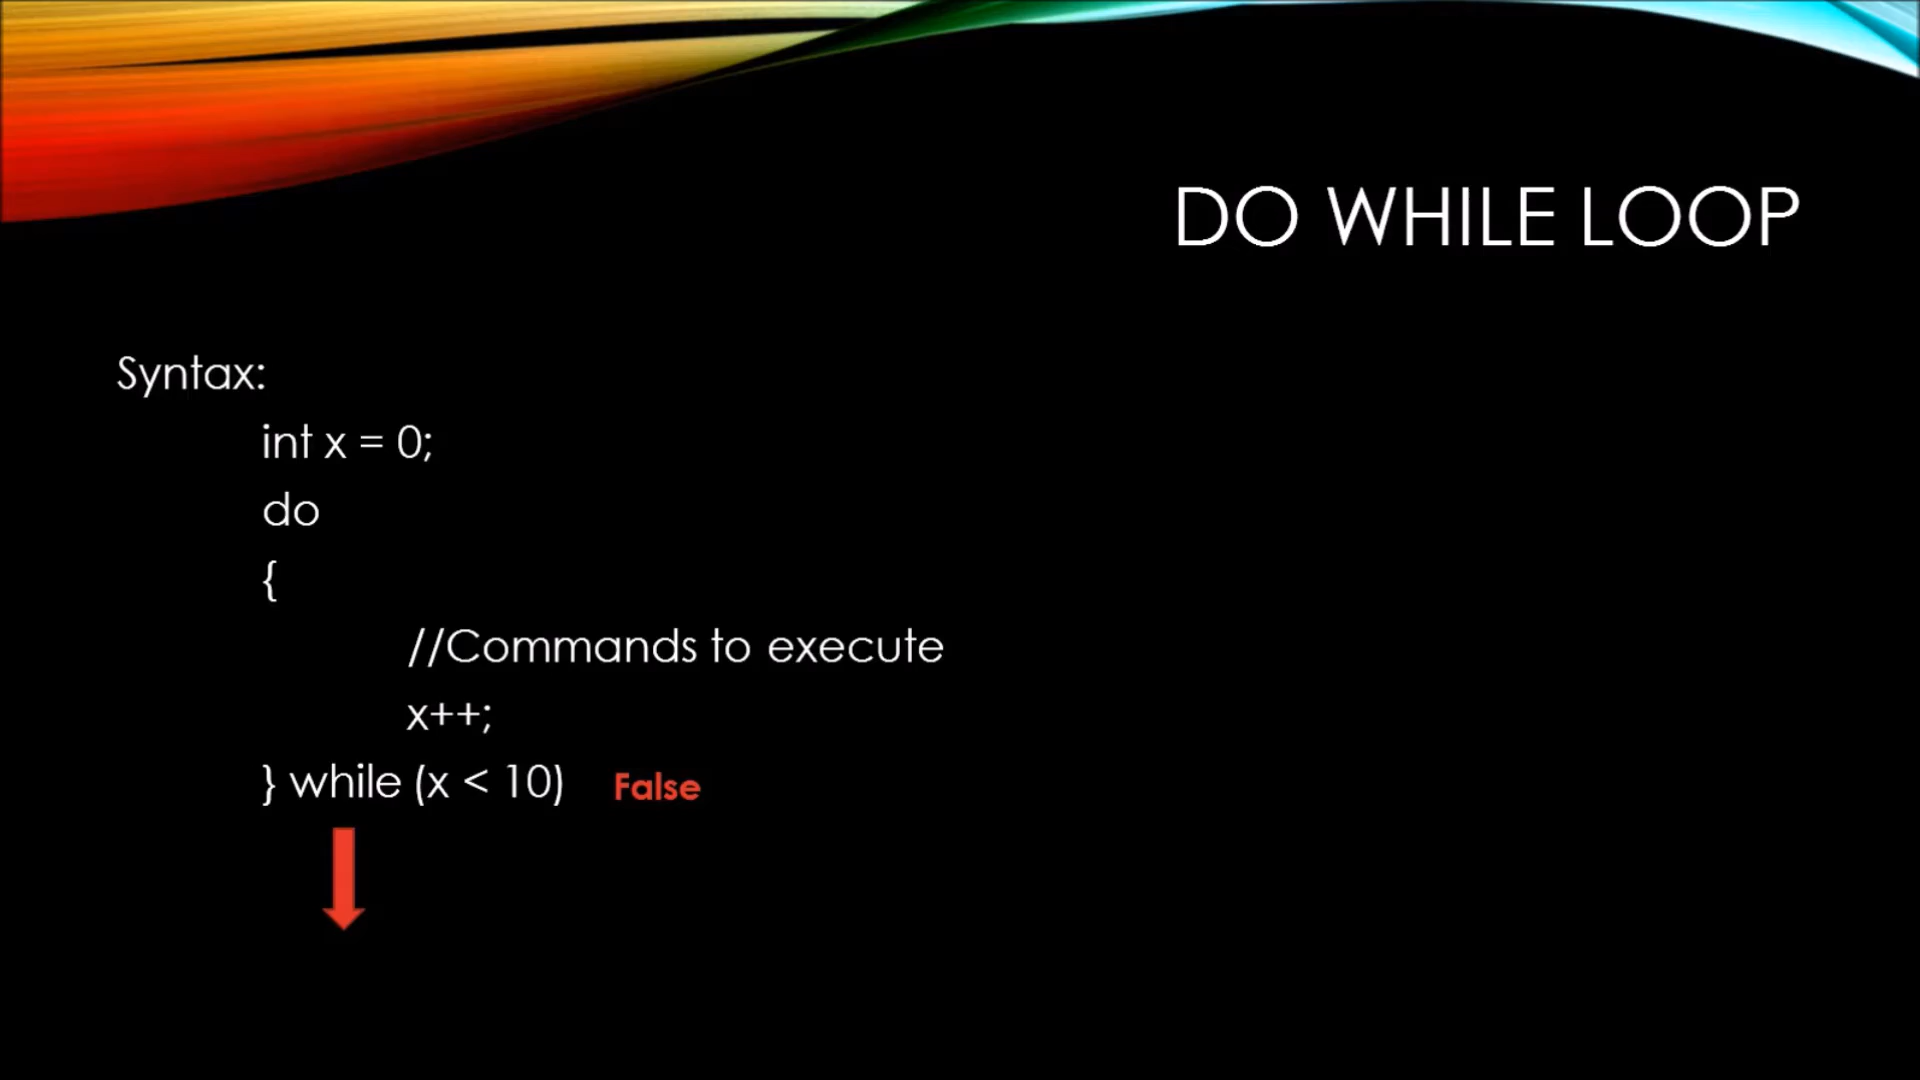 DO WHILE LOOP
Syntax:
int x = 0;
do
{
//Commands to execute
x++;
} while (x < 10) False